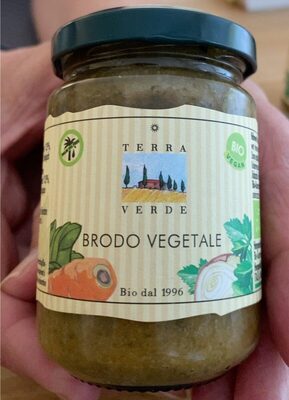 TERRA
VERDE
BIO
VEGAN
BRODO VEGETALE
Bio dal 1996